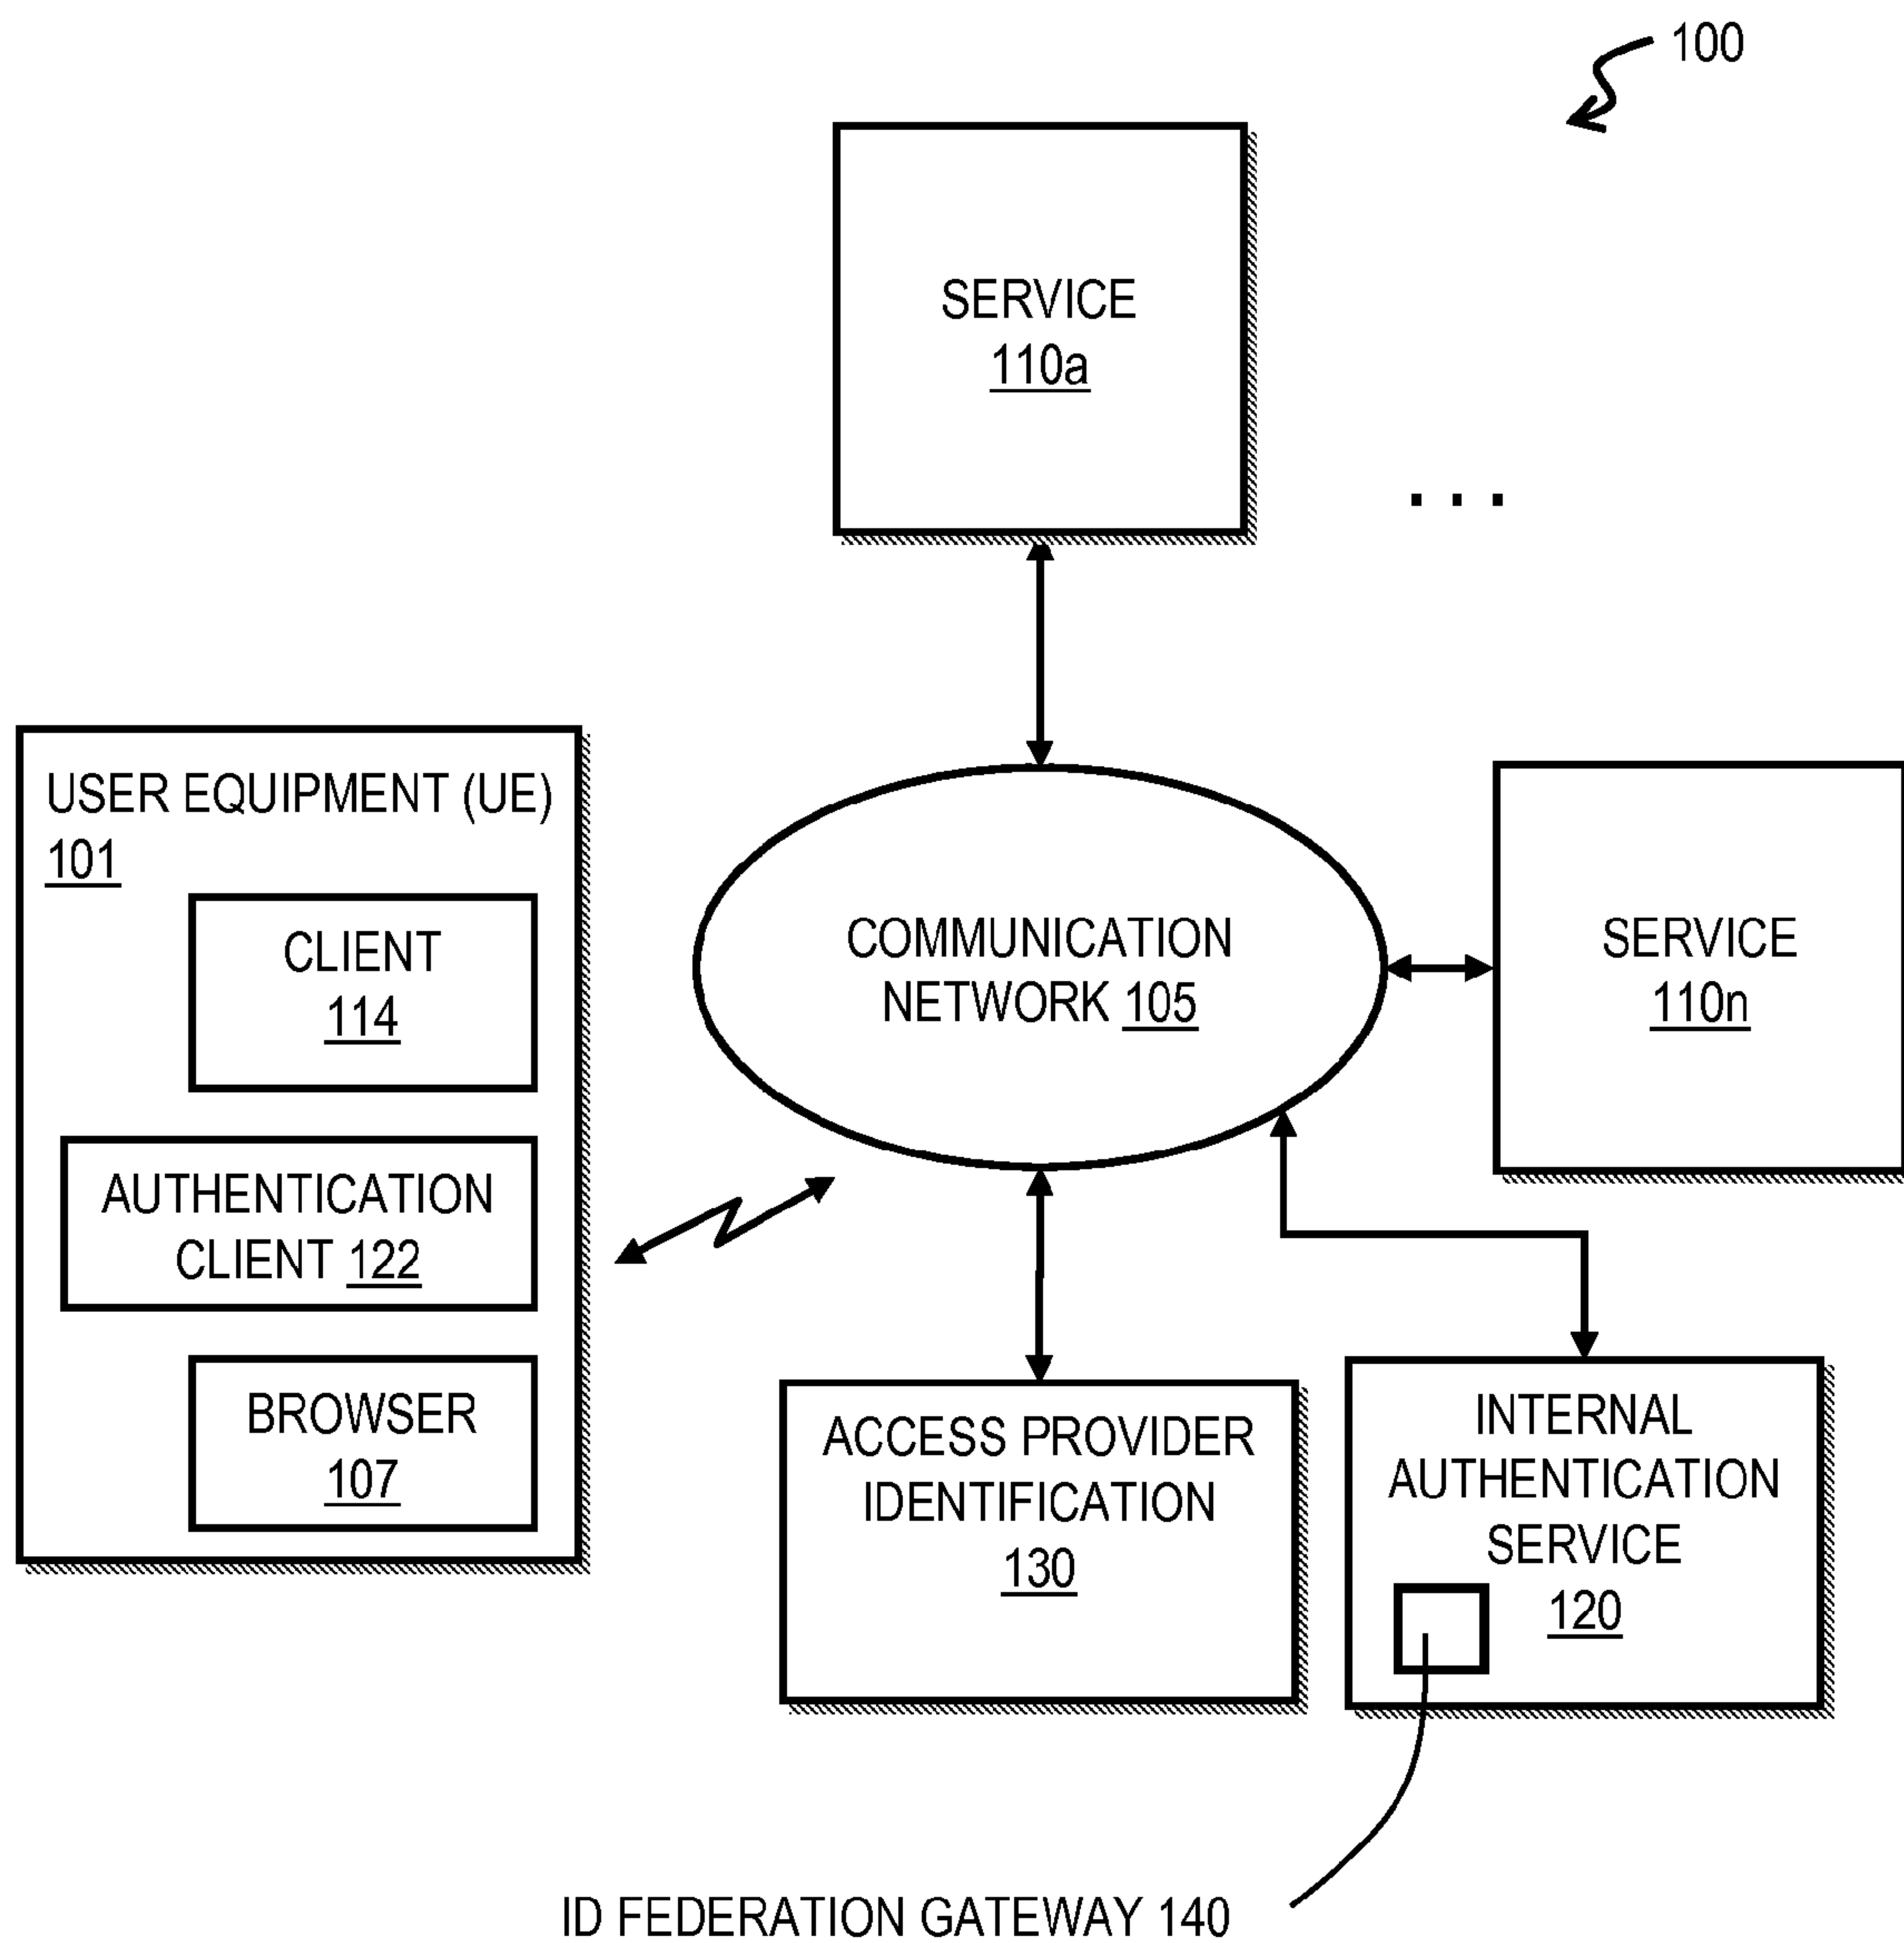 100
SERVICE
110a
. . .
USER EQUIPMENT (UE)
101
CLIENT
114
AUTHENTICATION
CLIENT 122
BROWSER
107
COMMUNICATION
NETWORK 105
SERVICE
110n
ACCESS PROVIDER
IDENTIFICATION
130
INTERNAL
AUTHENTICATION
SERVICE
120
ID FEDERATION GATEWAY 140